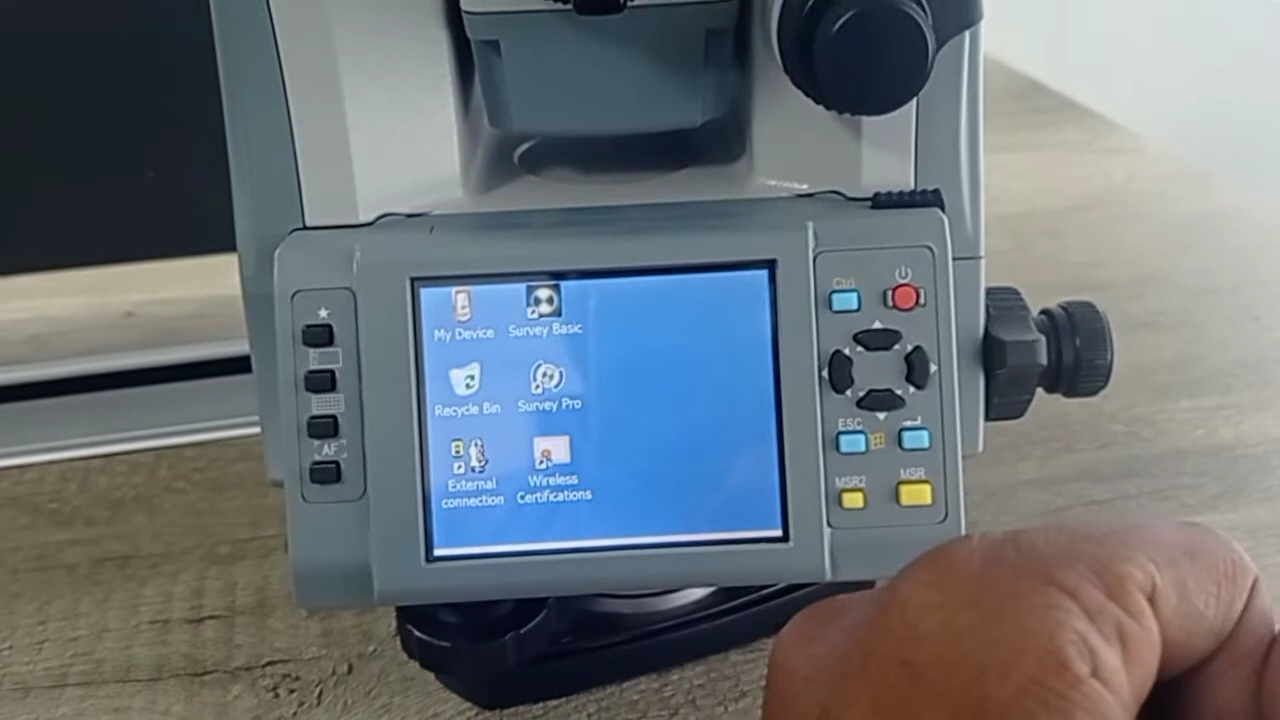 My Device
Survey Basic
Recycle Bin
Survey Pro
External
connection
Wireless
Certifications
AF
Ctrl
ESC
MSR2
MSR